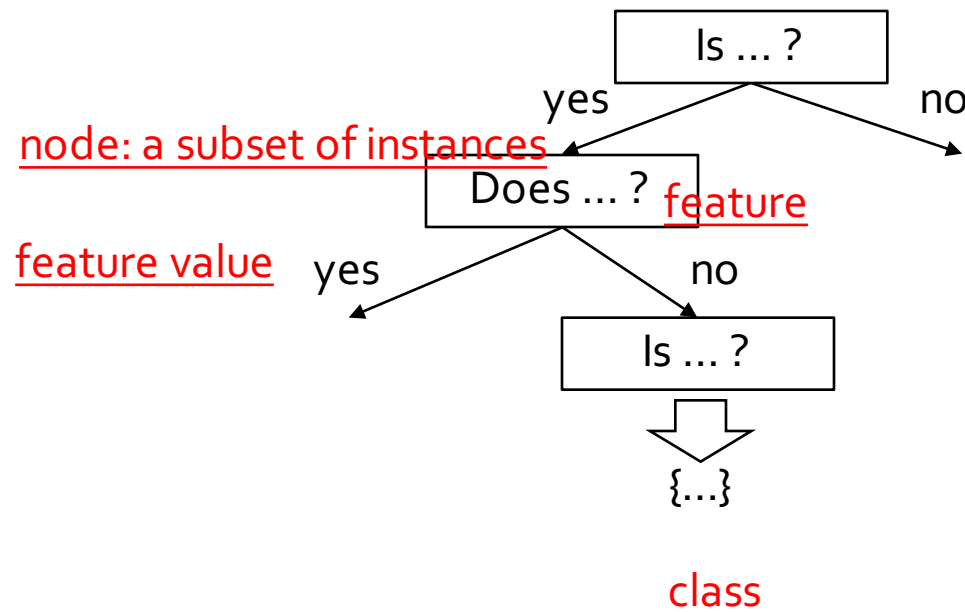 Is ... ?
yes
no
node: a subset of instances
Does ... ?
feature
feature value
yes
no
Is ... ?
{...}
class